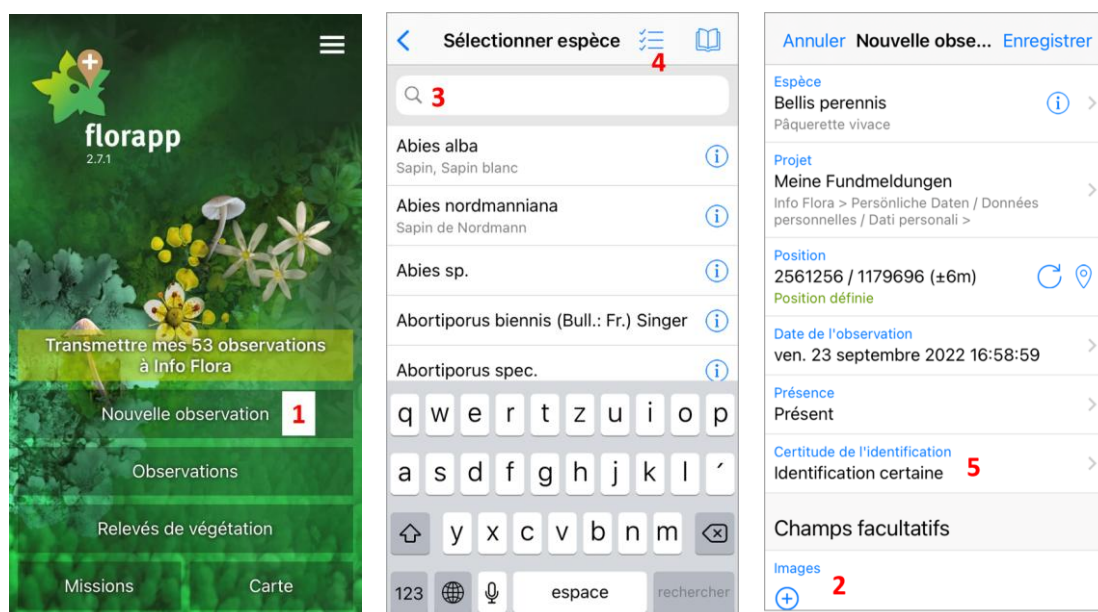 florapp
2.7.1
Transmettre mes 53 observations
à Info Flora
Nouvelle observation 1
Observations
Relevés de végétation
Missions Carte
Sélectionner espèce
4
3
Abies alba
Sapin, Sapin blanc
Abies nordmanniana
Sapin de Nordmann
Abies sp.
Abortiporus biennis (Bull.: Fr.) Singer
Abortiporus spec.
q w e r t z u i o p
a s d f g h j k l ´
y x c v b n m
123 espace rechercher
Annuler Nouvelle obse... Enregistrer
Espèce
Bellis perennis
Pâquerette vivace
Projet
Meine Fundmeldungen
Info Flora > Persönliche Daten / Données
personnelles / Dati personali >
Position
2561256 / 1179696 (±6m)
Position définie
Date de l'observation
ven. 23 septembre 2022 16:58:59
Présence
Présent
Certitude de l'identification
Identification certaine 5
Champs facultatifs
Images
2